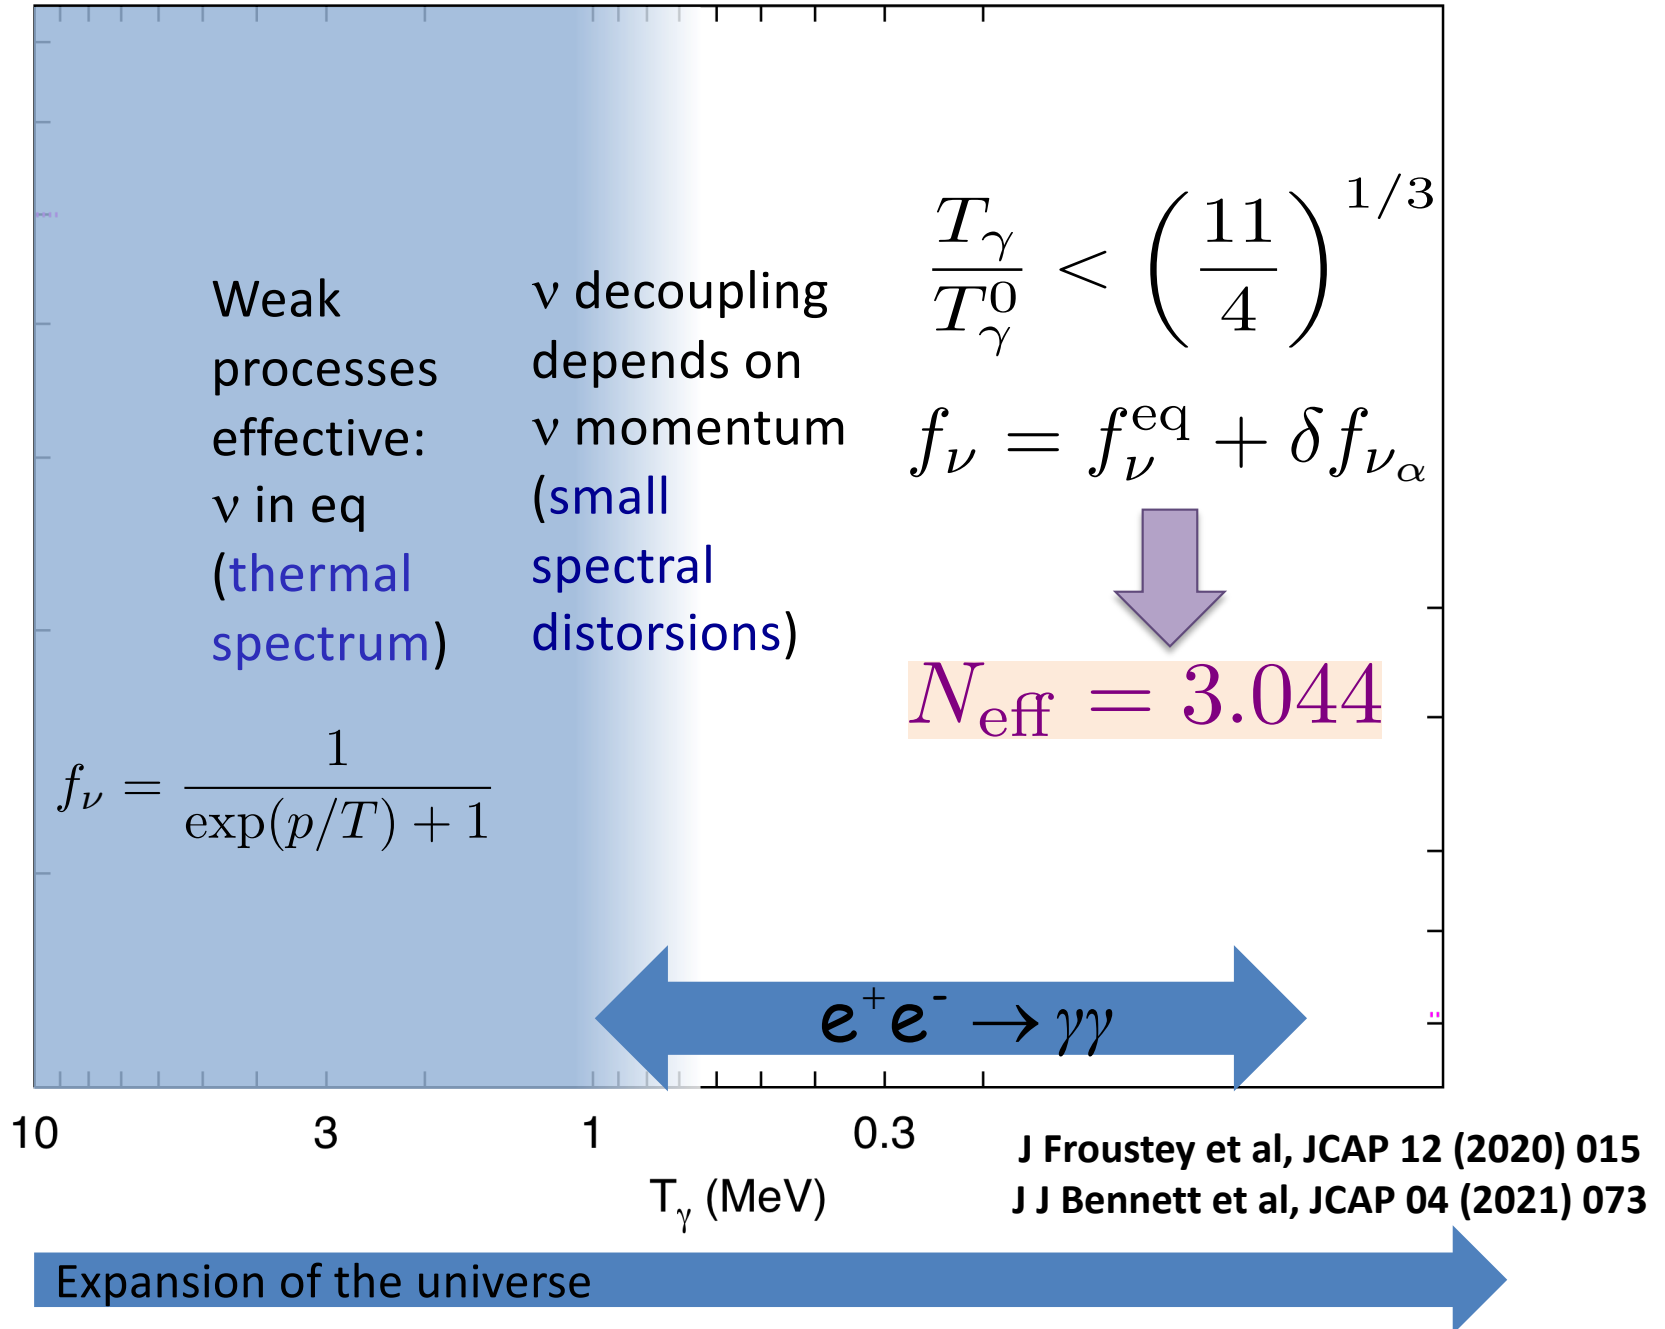 Weak
processes
effective:
ν in eq
(thermal
spectrum)
f_ν = 1 / (exp(p/T) + 1)
ν decoupling
depends on
ν momentum
(small
spectral
distorsions)
T_γ / T_γ^0 < (11/4)^{1/3}
f_ν = f_ν^eq + δf_{ν_α}
N_eff = 3.044
e⁺e⁻ → γγ
10 3 1 0.3
T_γ (MeV)
J Froustey et al, JCAP 12 (2020) 015
J J Bennett et al, JCAP 04 (2021) 073
Expansion of the universe